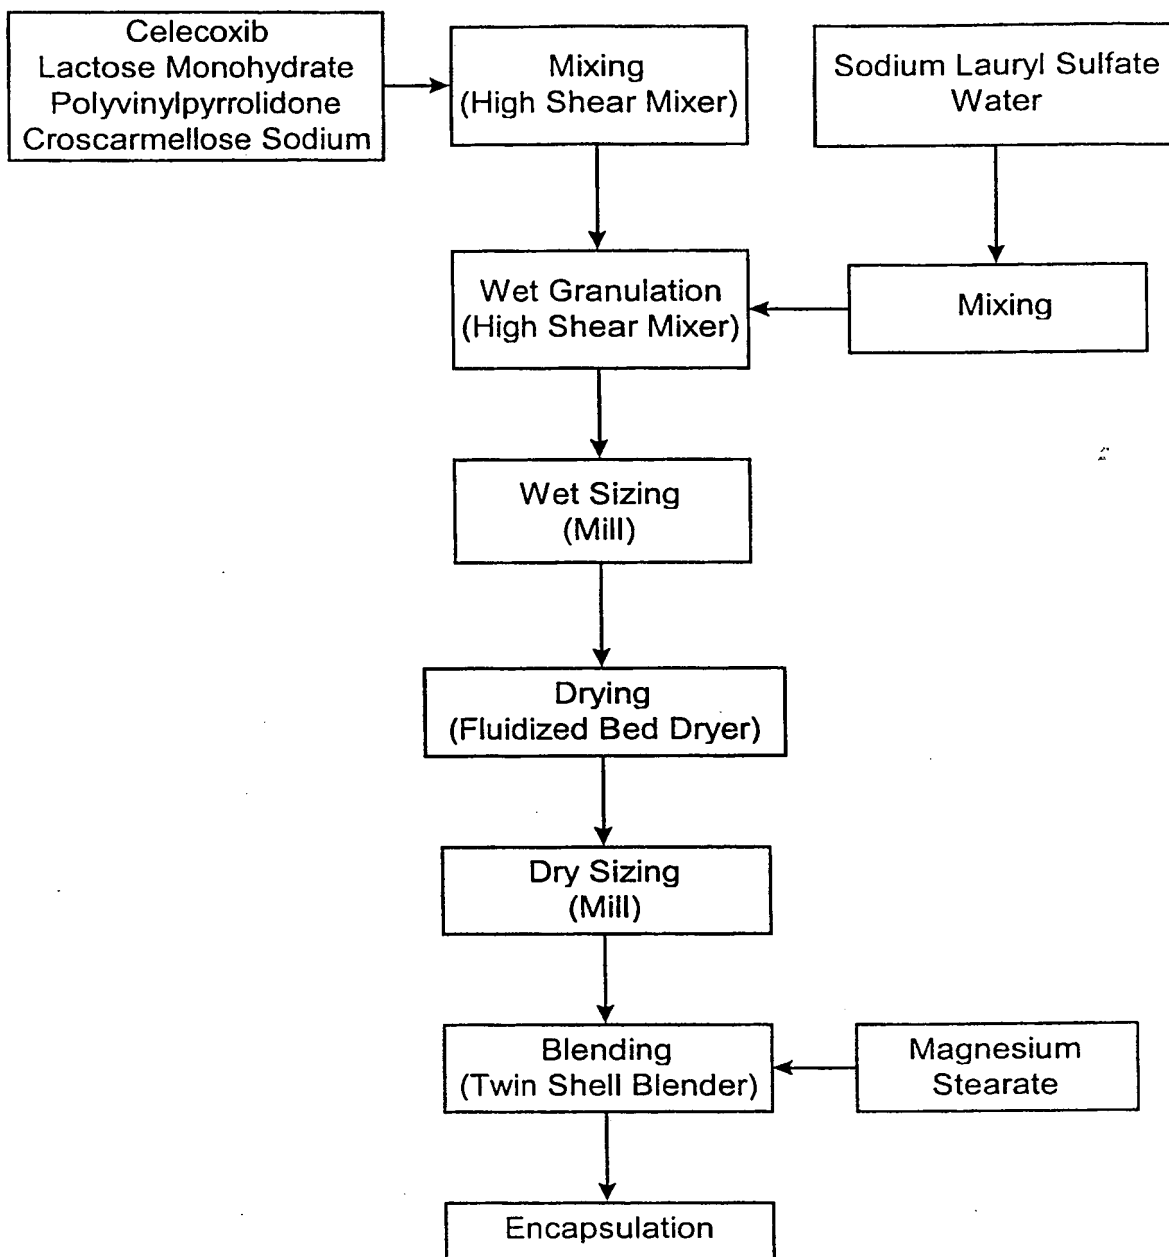 Celecoxib
Lactose Monohydrate
Polyvinylpyrrolidone
Croscarmellose Sodium
Mixing
(High Shear Mixer)
Sodium Lauryl Sulfate
Water
Wet Granulation
(High Shear Mixer)
Mixing
Wet Sizing
(Mill)
Drying
(Fluidized Bed Dryer)
Dry Sizing
(Mill)
Blending
(Twin Shell Blender)
Magnesium
Stearate
Encapsulation